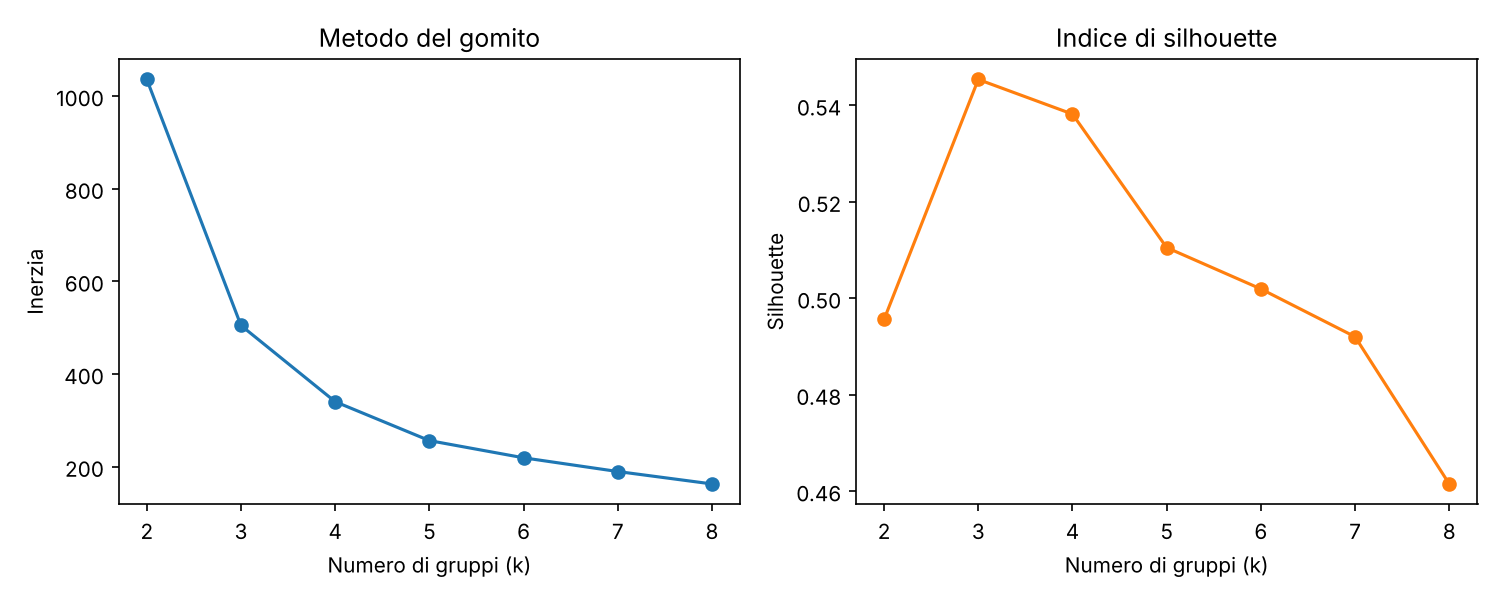 Metodo del gomito
Inerzia
1000
800
600
400
200
2 3 4 5 6 7 8
Numero di gruppi (k)
Indice di silhouette
Silhouette
0.54
0.52
0.50
0.48
0.46
2 3 4 5 6 7 8
Numero di gruppi (k)